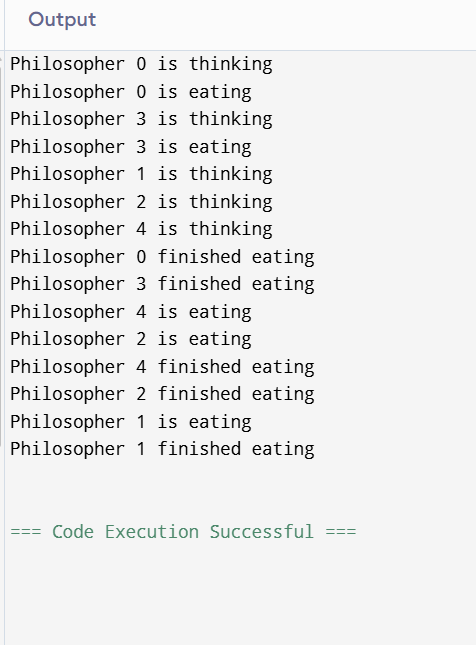 Output
Philosopher 0 is thinking
Philosopher 0 is eating
Philosopher 3 is thinking
Philosopher 3 is eating
Philosopher 1 is thinking
Philosopher 2 is thinking
Philosopher 4 is thinking
Philosopher 0 finished eating
Philosopher 3 finished eating
Philosopher 4 is eating
Philosopher 2 is eating
Philosopher 4 finished eating
Philosopher 2 finished eating
Philosopher 1 is eating
Philosopher 1 finished eating
=== Code Execution Successful ===